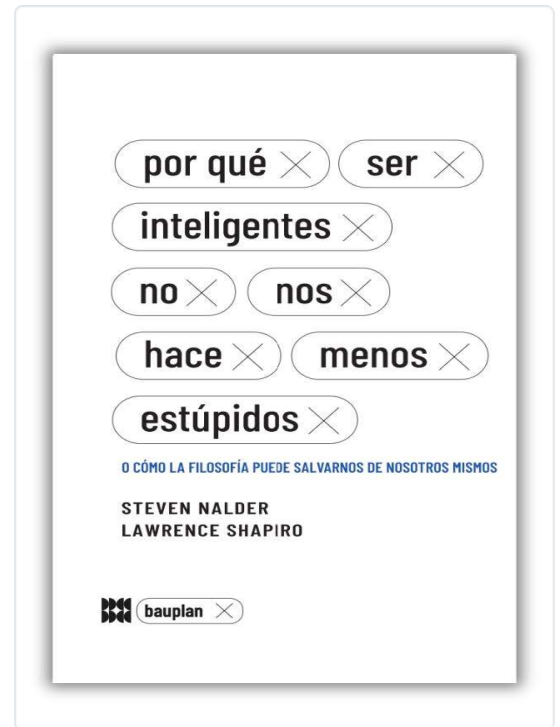 por qué ser
inteligentes
no nos
hace menos
estúpidos
O CÓMO LA FILOSOFÍA PUEDE SALVARNOS DE NOSOTROS MISMOS
STEVEN NALDER
LAWRENCE SHAPIRO
bauplan